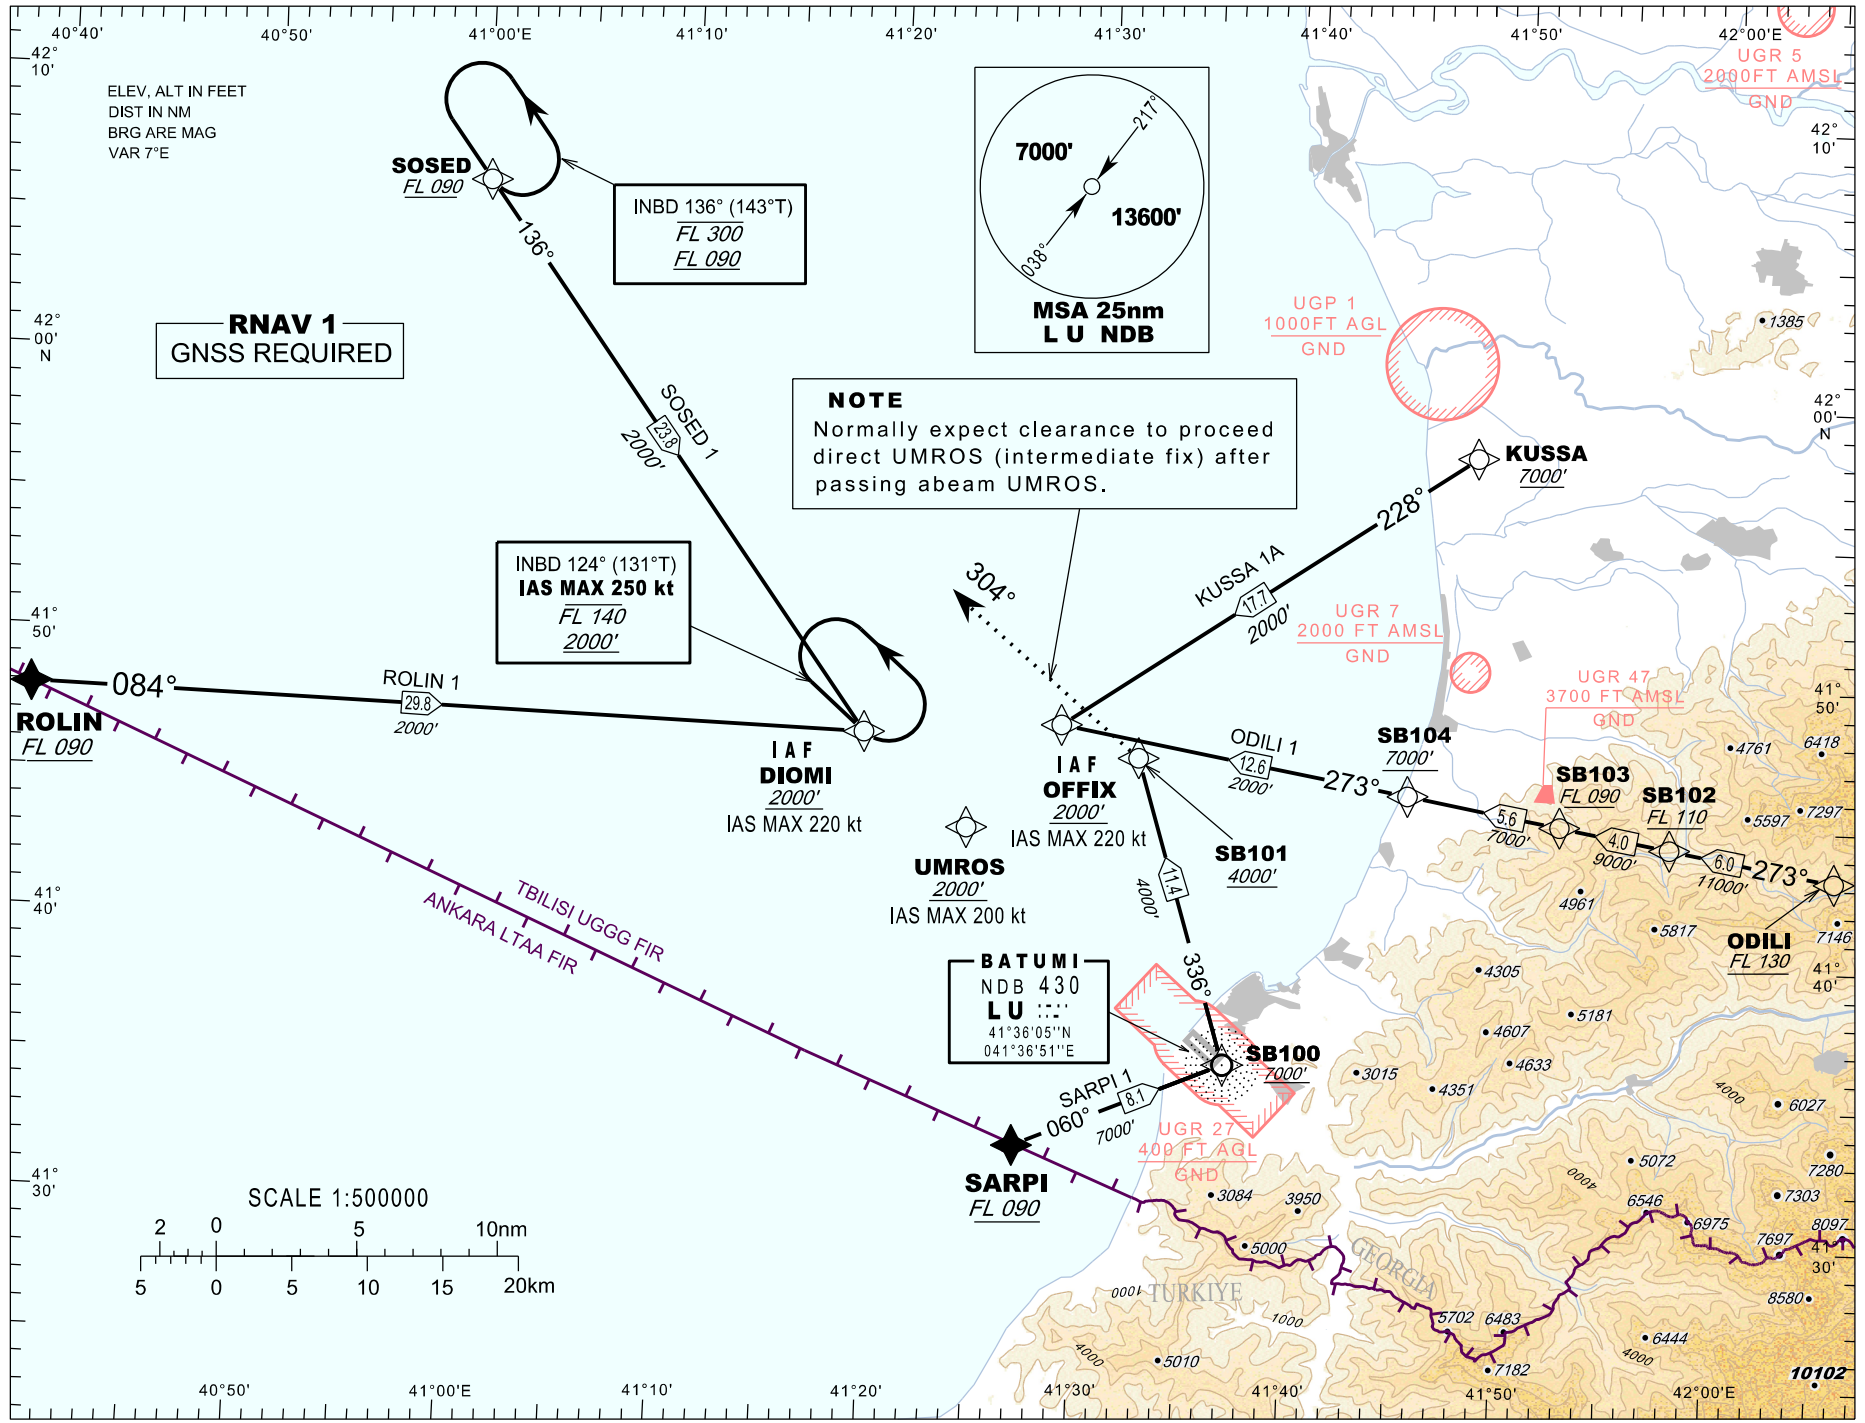 40°40'
40°50'
41°00'E
41°10'
41°20'
41°30'
41°40'
41°50'
42°00'E
42°
10'
ELEV, ALT IN FEET
DIST IN NM
BRG ARE MAG
VAR 7°E
SOSED
FL 090
INBD 136° (143°T)
FL 300
FL 090
136°
7000'
13600'
217°
038°
MSA 25nm
L U NDB
UGR 5
2000FT AMSL
GND
42°
10'
42°
00'
N
RNAV 1
GNSS REQUIRED
UGP 1
1000FT AGL
GND
1385
SOSED 1
23.8
2000'
NOTE
Normally expect clearance to proceed
direct UMROS (intermediate fix) after
passing abeam UMROS.
42°
00'
N
KUSSA
7000'
228°
KUSSA 1A
17.7
2000'
INBD 124° (131°T)
IAS MAX 250 kt
FL 140
2000'
304°
UGR 7
2000 FT AMSL
GND
41°
50'
ROLIN 1
084°
29.8
2000'
ROLIN
FL 090
UGR 47
3700 FT AMSL
GND
41°
50'
IAF
DIOMI
2000'
IAS MAX 220 kt
IAF
OFFIX
2000'
IAS MAX 220 kt
ODILI 1
12.6
2000'
273°
SB104
7000'
SB103
FL 090
SB102
FL 110
4761
6418
5597
7297
5.6
7000'
4.0
9000'
6.0
11000'
273°
UMROS
2000'
IAS MAX 200 kt
SB101
4000'
11.4
4000'
336°
41°
40'
TBILISI UGGG FIR
ANKARA LTAA FIR
4961
5817
7146
ODILI
FL 130
41°
40'
4305
5181
4607
4633
3015
4351
4000
6027
BATUMI
NDB 430
LU
41°36'05''N
041°36'51''E
SB100
7000'
SARPI 1
060°
8.1
7000'
UGR 27
400 FT AGL
GND
SARPI
FL 090
41°
30'
SCALE 1:500000
2 0 5 10nm
5 0 5 10 15 20km
3084
3950
5000
5072
4000
7280
6546
7303
6975
7697
8097
41°
30'
GEORGIA
TURKIYE
1000
1000
8580
5702
6483
6444
4000
4000
5010
7182
10102
40°50'
41°00'E
41°10'
41°20'
41°30'
41°40'
41°50'
42°00'E